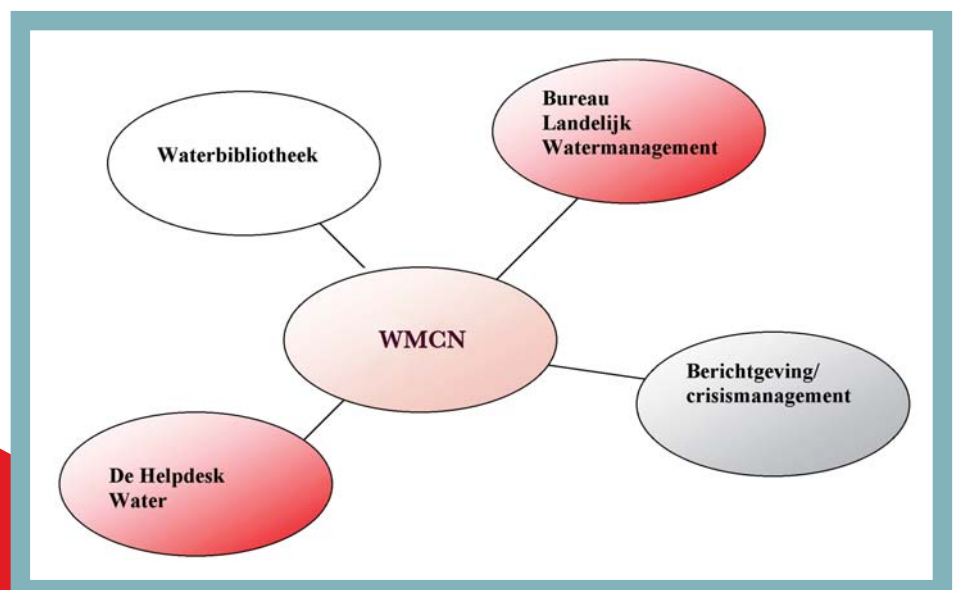 Waterbibliotheek
Bureau
Landelijk
Watermanagement
WMCN
Berichtgeving/
crisismanagement
De Helpdesk
Water